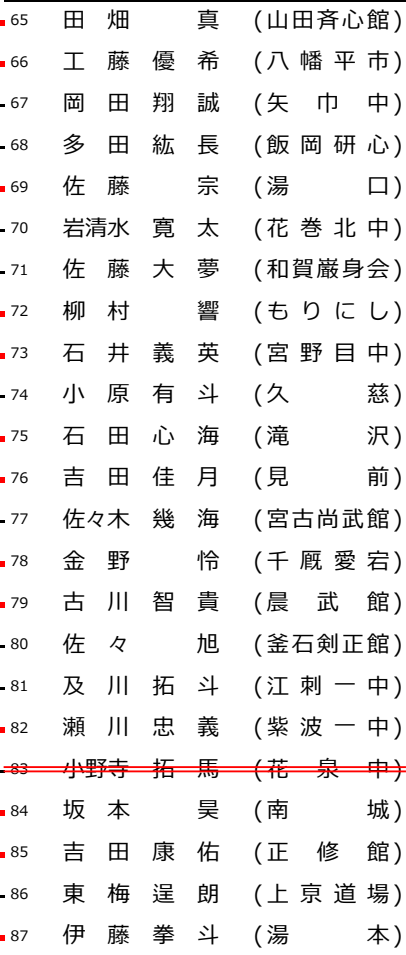 65 田畑 真 (山田斉心館)
66 工藤優希 (八幡平市)
67 岡田翔誠 (矢巾中)
68 多田紘長 (飯岡研心)
69 佐藤 宗 (湯口)
70 岩清水寛太 (花巻北中)
71 佐藤大夢 (和賀厳身会)
72 柳村 響 (もりにし)
73 石井義英 (宮野目中)
74 小原有斗 (久慈)
75 石田心海 (滝沢)
76 吉田佳月 (見前)
77 佐々木幾海 (宮古尚武館)
78 金野 怜 (千厩愛宕)
79 古川智貴 (晨武館)
80 佐々 旭 (釜石剣正館)
81 及川拓斗 (江刺一中)
82 瀬川忠義 (紫波一中)
83 小野寺拓馬 (花泉中)
84 坂本 昊 (南城)
85 吉田康佑 (正修館)
86 東梅逞朗 (上京道場)
87 伊藤拳斗 (湯本)